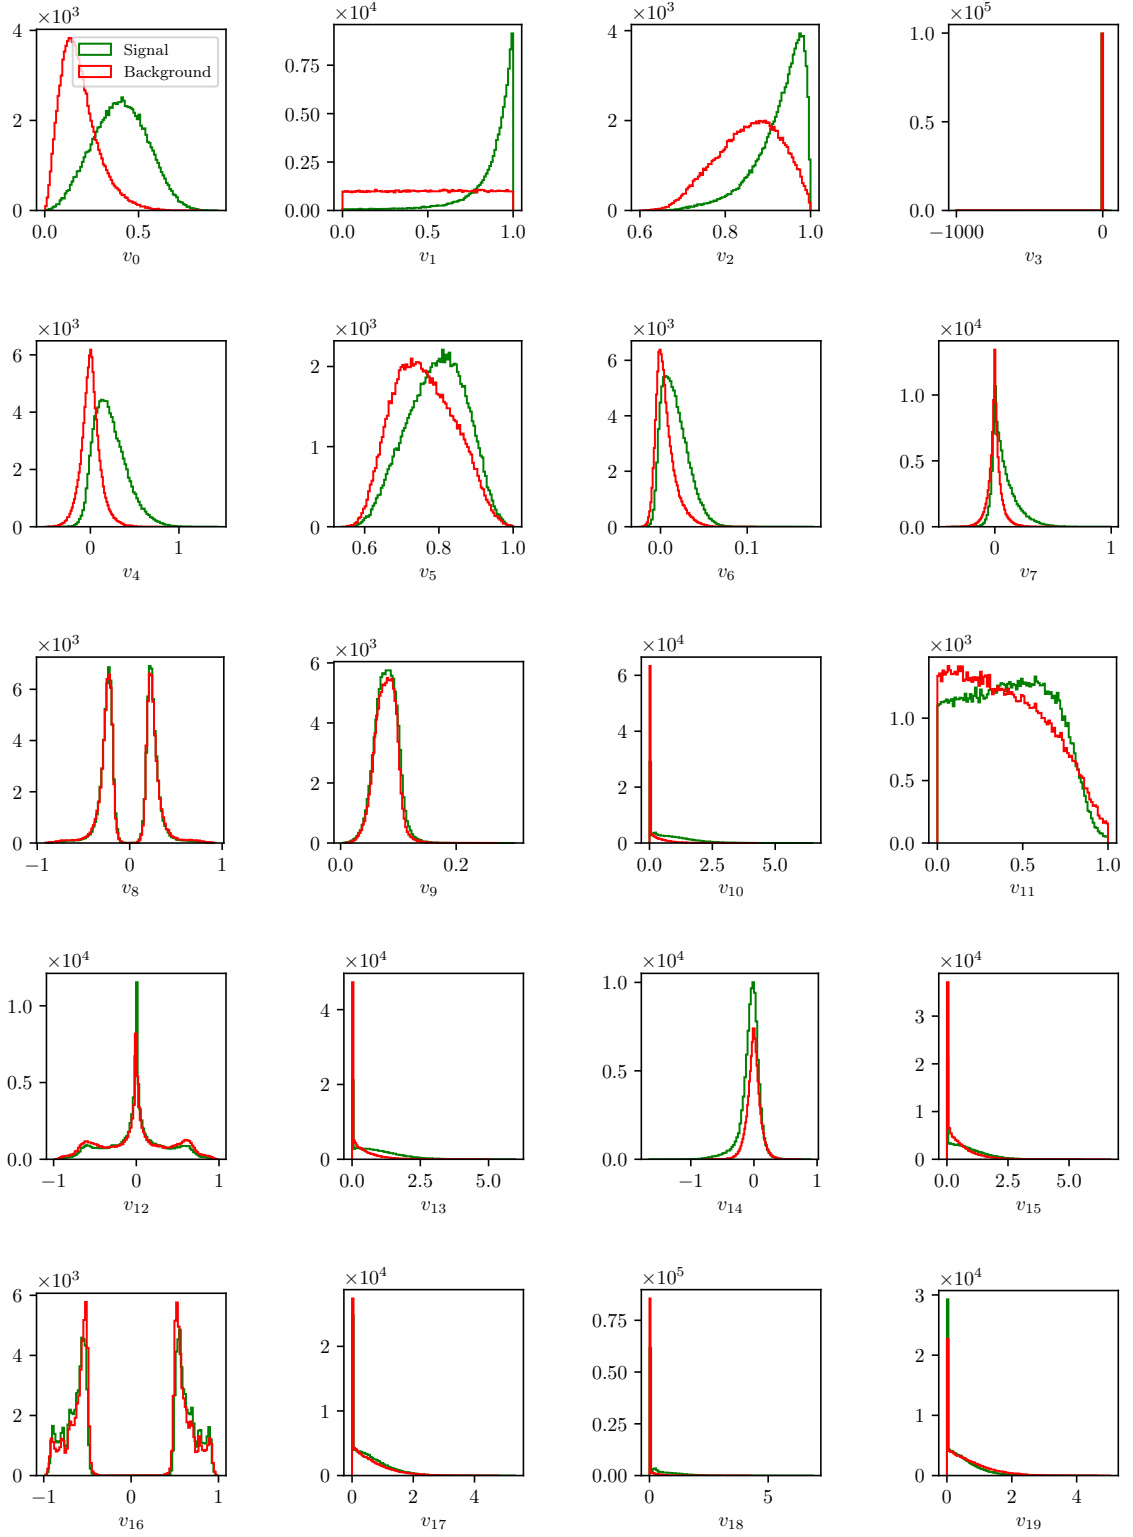 ×10³ ×10⁴ ×10³ ×10⁵
4 2 0
Signal
Background
0.75 0.50 0.25 0.00
4 2 0
1.0 0.5 0.0
0.0 0.5
0.0 0.5 1.0
0.6 0.8 1.0
−1000 0
v₀ v₁ v₂ v₃
×10³ ×10³ ×10³ ×10⁴
6 4 2 0
2 1 0
6 4 2 0
1.0 0.5 0.0
0 1
0.6 0.8 1.0
0.0 0.1
0 1
v₄ v₅ v₆ v₇
×10³ ×10³ ×10⁴ ×10³
6 4 2 0
6 4 2 0
6 4 2 0
1.0 0.5 0.0
−1 0 1
0.0 0.2
0.0 2.5 5.0
0.0 0.5 1.0
v₈ v₉ v₁₀ v₁₁
×10⁴ ×10⁴ ×10⁴ ×10⁴
1.0 0.5 0.0
4 2 0
1.0 0.5 0.0
3 2 1 0
−1 0 1
0.0 2.5 5.0
−1 0 1
0.0 2.5 5.0
v₁₂ v₁₃ v₁₄ v₁₅
×10³ ×10⁴ ×10⁵ ×10⁴
6 4 2 0
2 1 0
0.75 0.50 0.25 0.00
3 2 1 0
−1 0 1
0 2 4
0 5
0 2 4
v₁₆ v₁₇ v₁₈ v₁₉